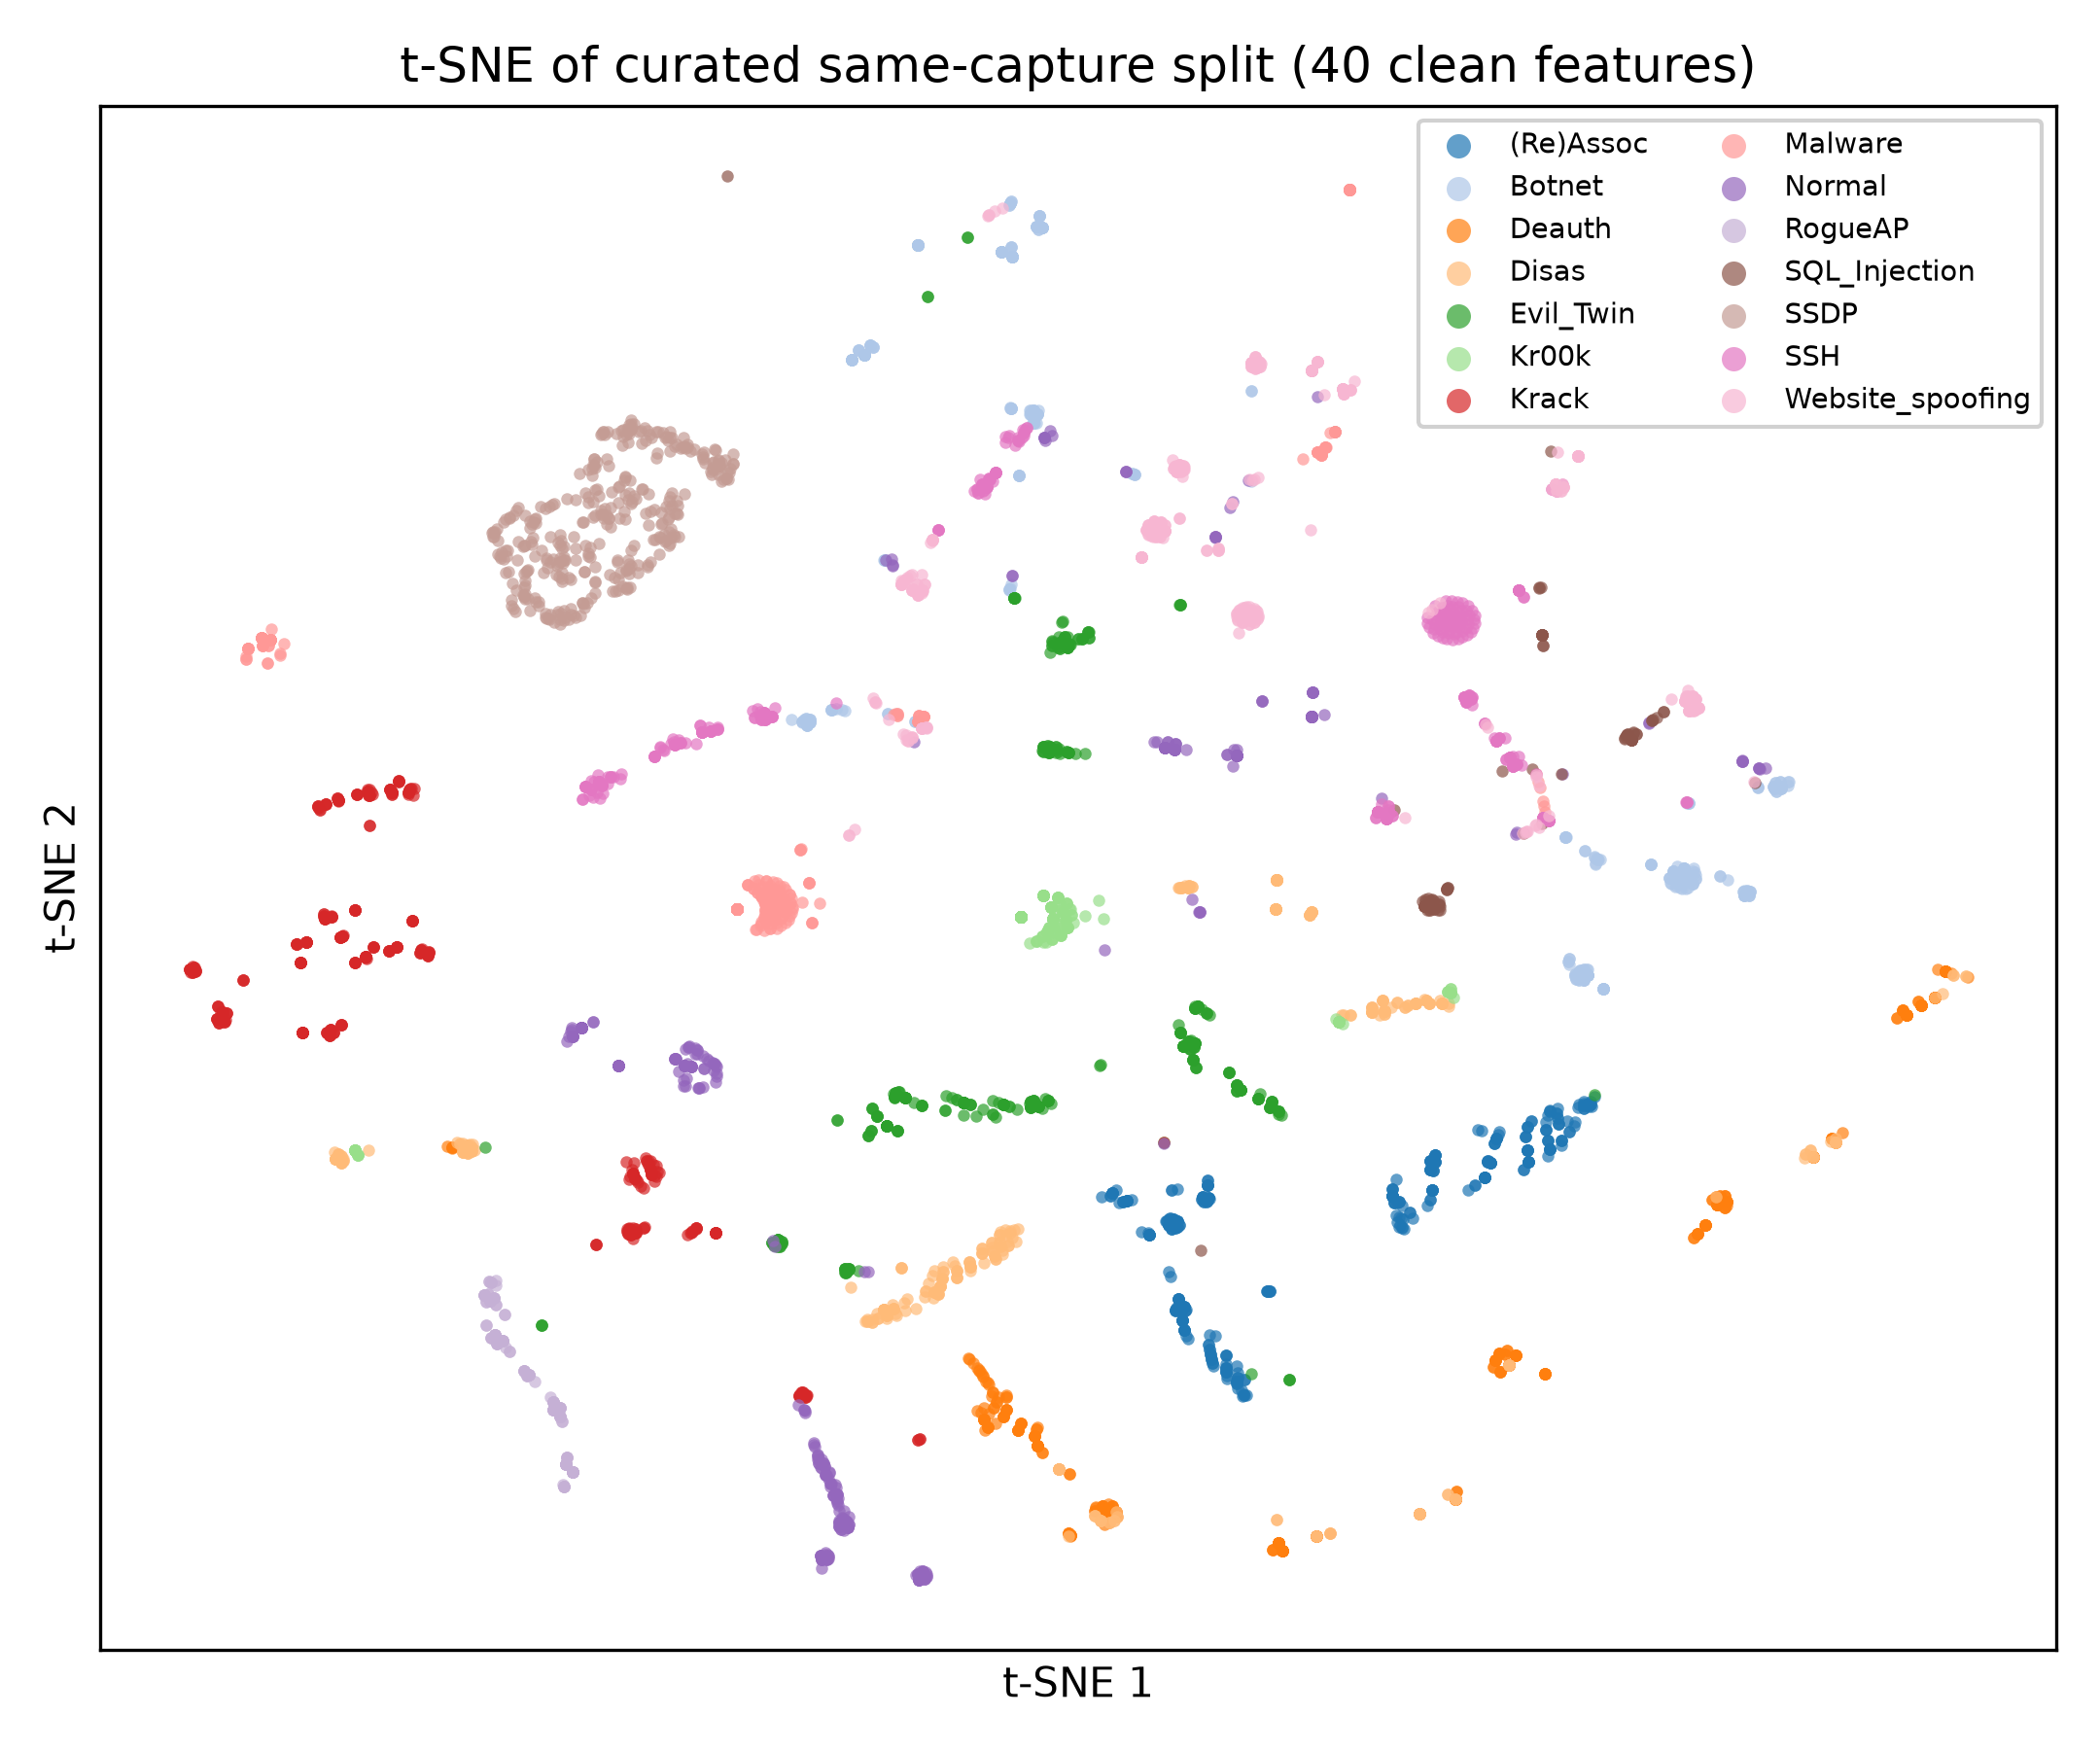 t-SNE of curated same-capture split (40 clean features)
(Re)Assoc
Botnet
Deauth
Disas
Evil_Twin
Kr00k
Krack
Malware
Normal
RogueAP
SQL_Injection
SSDP
SSH
Website_spoofing
t-SNE 2
t-SNE 1